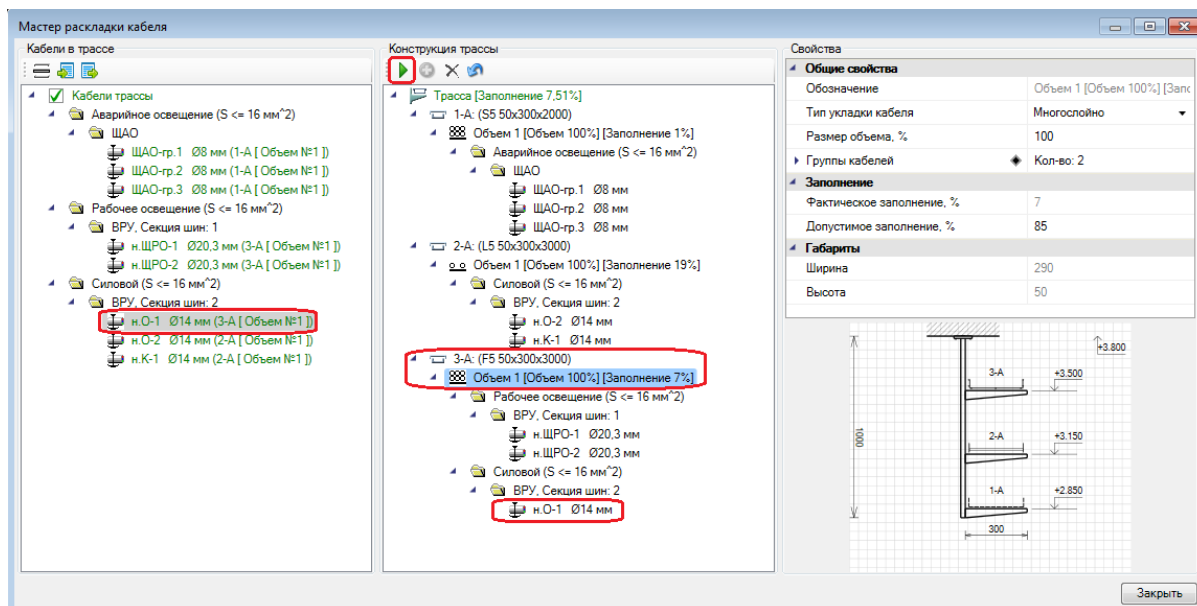 Мастер раскладки кабеля
Кабели в трассе
Кабели трассы
Аварийное освещение (S <= 16 мм^2)
ЩАО
ЩАО-гр.1 Ø8 мм (1-А [ Объем №1 ])
ЩАО-гр.2 Ø8 мм (1-А [ Объем №1 ])
ЩАО-гр.3 Ø8 мм (1-А [ Объем №1 ])
Рабочее освещение (S <= 16 мм^2)
ВРУ, Секция шин: 1
н.ЩРО-1 Ø20,3 мм (3-А [ Объем №1 ])
н.ЩРО-2 Ø20,3 мм (3-А [ Объем №1 ])
Силовой (S <= 16 мм^2)
ВРУ, Секция шин: 2
н.О-1 Ø14 мм (3-А [ Объем №1 ])
н.О-2 Ø14 мм (2-А [ Объем №1 ])
н.К-1 Ø14 мм (2-А [ Объем №1 ])
Конструкция трассы
Трасса [Заполнение 7,51%]
1-А: (S5 50x300x2000)
Объем 1 [Объем 100%] [Заполнение 1%]
Аварийное освещение (S <= 16 мм^2)
ЩАО
ЩАО-гр.1 Ø8 мм
ЩАО-гр.2 Ø8 мм
ЩАО-гр.3 Ø8 мм
2-А: (L5 50x300x3000)
Объем 1 [Объем 100%] [Заполнение 19%]
Силовой (S <= 16 мм^2)
ВРУ, Секция шин: 2
н.О-2 Ø14 мм
н.К-1 Ø14 мм
3-А: (F5 50x300x3000)
Объем 1 [Объем 100%] [Заполнение 7%]
Рабочее освещение (S <= 16 мм^2)
ВРУ, Секция шин: 1
н.ЩРО-1 Ø20,3 мм
н.ЩРО-2 Ø20,3 мм
Силовой (S <= 16 мм^2)
ВРУ, Секция шин: 2
н.О-1 Ø14 мм
Свойства
Общие свойства
Обозначение Объем 1 [Объем 100%] [Запо
Тип укладки кабеля Многослойно
Размер объема, % 100
Группы кабелей Кол-во: 2
Заполнение
Фактическое заполнение, % 7
Допустимое заполнение, % 85
Габариты
Ширина 290
Высота 50
+3.800
3-А +3.500
1000
2-А +3.150
1-А +2.850
300
Закрыть